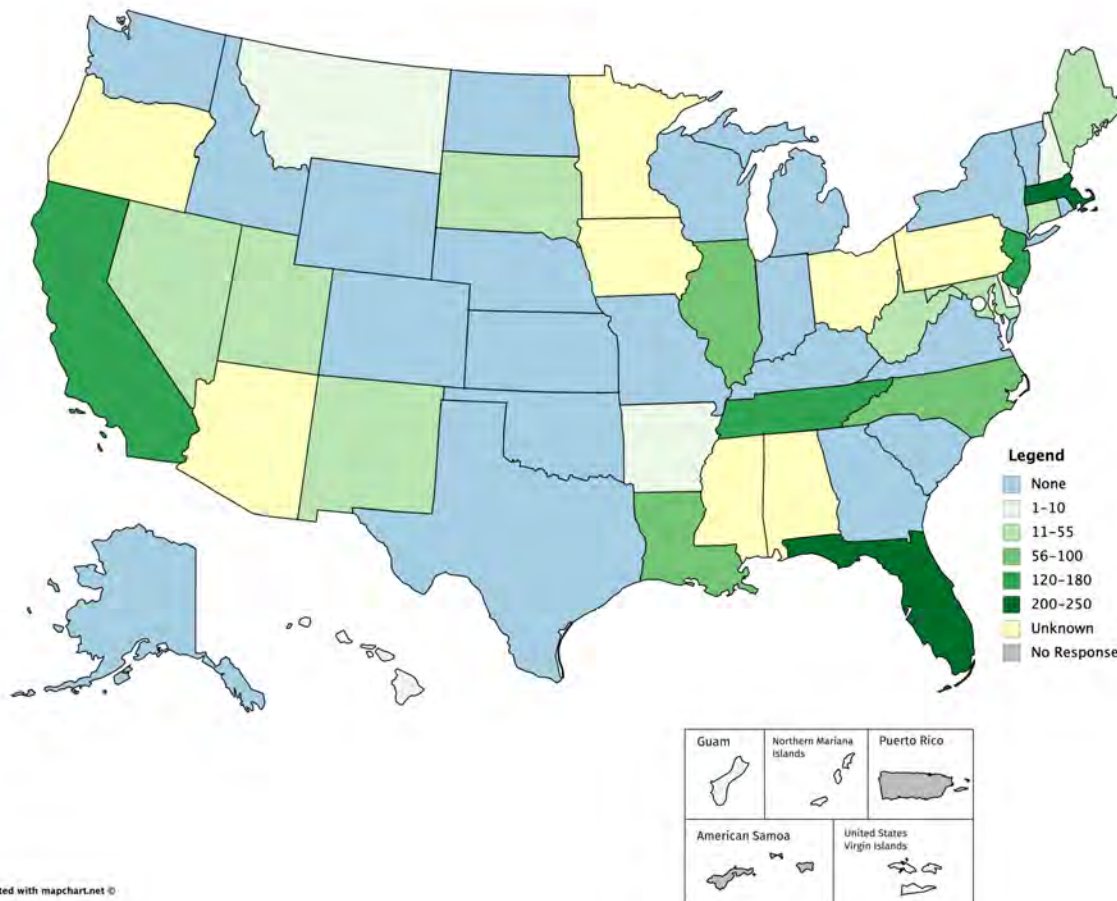 Legend
None
1–10
11–55
56–100
120–180
200–250
Unknown
No Response
Guam
Northern Mariana
Islands
Puerto Rico
American Samoa
United States
Virgin Islands
ted with mapchart.net ©